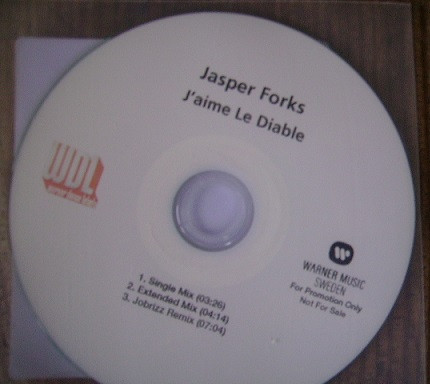 Jasper Forks
J'aime Le Diable
WDL
1. Single Mix (03:26)
2. Extended Mix (04:14)
3. Jobrizz Remix (07:04)
WARNER MUSIC
SWEDEN
For Promotion Only
Not For Sale